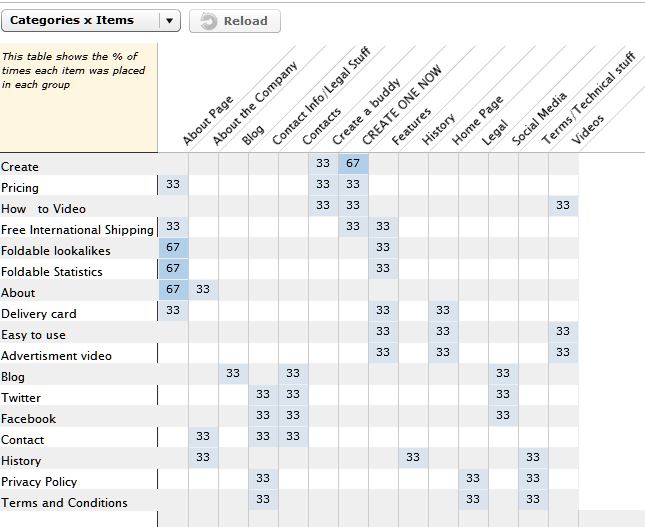 Categories x Items
Reload
This table shows the % of
times each item was placed
in each group
About Page
About the Company
Blog
Contact Info/Legal Stuff
Contacts
Create a buddy
CREATE ONE NOW
Features
History
Home Page
Legal
Social Media
Terms/Technical stuff
Videos
Create 33 67
Pricing 33 33 33
How to Video 33 33 33
Free International Shipping 33 33 33
Foldable lookalikes 67 33
Foldable Statistics 67 33
About 67 33
Delivery card 33 33 33
Easy to use 33 33 33
Advertisment video 33 33 33
Blog 33 33 33
Twitter 33 33 33
Facebook 33 33 33
Contact 33 33 33
History 33 33 33
Privacy Policy 33 33 33
Terms and Conditions 33 33 33